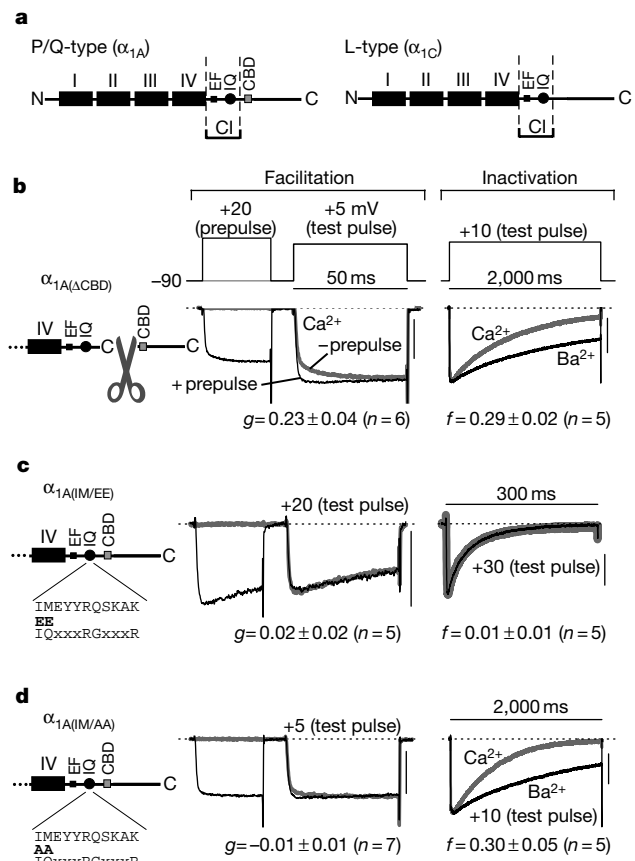 a
P/Q-type (α1A)
L-type (α1C)
I II III IV EF IQ CBD
N C
CI
I II III IV EF IQ
N C
CI
b
Facilitation
Inactivation
+20 (prepulse)
+5 mV (test pulse)
+10 (test pulse)
−90
50 ms
2,000 ms
α1A(ΔCBD)
IV EF IQ C CBD C
Ca2+
−prepulse
+ prepulse
Ca2+
Ba2+
g=0.23±0.04 (n=6)
f=0.29±0.02 (n=5)
c
α1A(IM/EE)
IV EF IQ CBD C
+20 (test pulse)
300 ms
+30 (test pulse)
IMEYYRQSKAK
EE
IQxxxRGxxxR
g=0.02±0.02 (n=5)
f=0.01±0.01 (n=5)
d
α1A(IM/AA)
IV EF IQ CBD C
+5 (test pulse)
2,000 ms
Ca2+
Ba2+
+10 (test pulse)
IMEYYRQSKAK
AA
IQxxxRGxxxR
g=−0.01±0.01 (n=7)
f=0.30±0.05 (n=5)